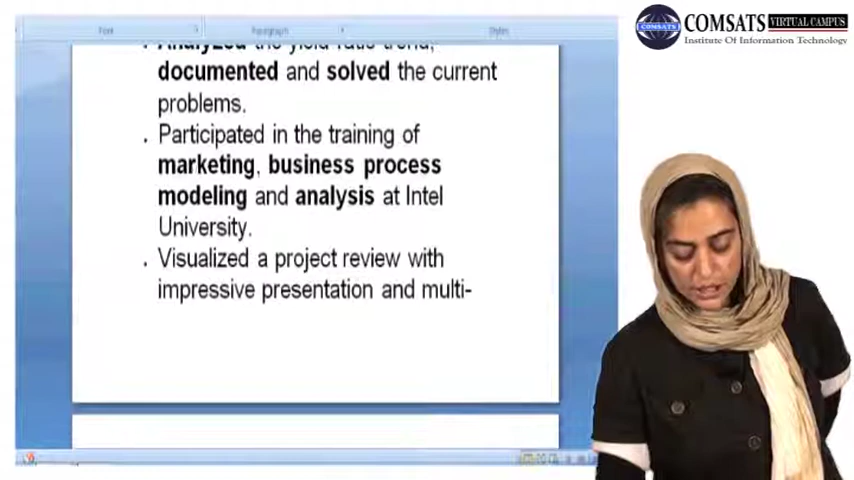 Font Paragraph Styles
COMSATS
VIRTUAL CAMPUS
Institute Of Information Technology
COMSATS
. Analyzed the yield ratio trend,
documented and solved the current
problems.
. Participated in the training of
marketing, business process
modeling and analysis at Intel
University.
. Visualized a project review with
impressive presentation and multi-